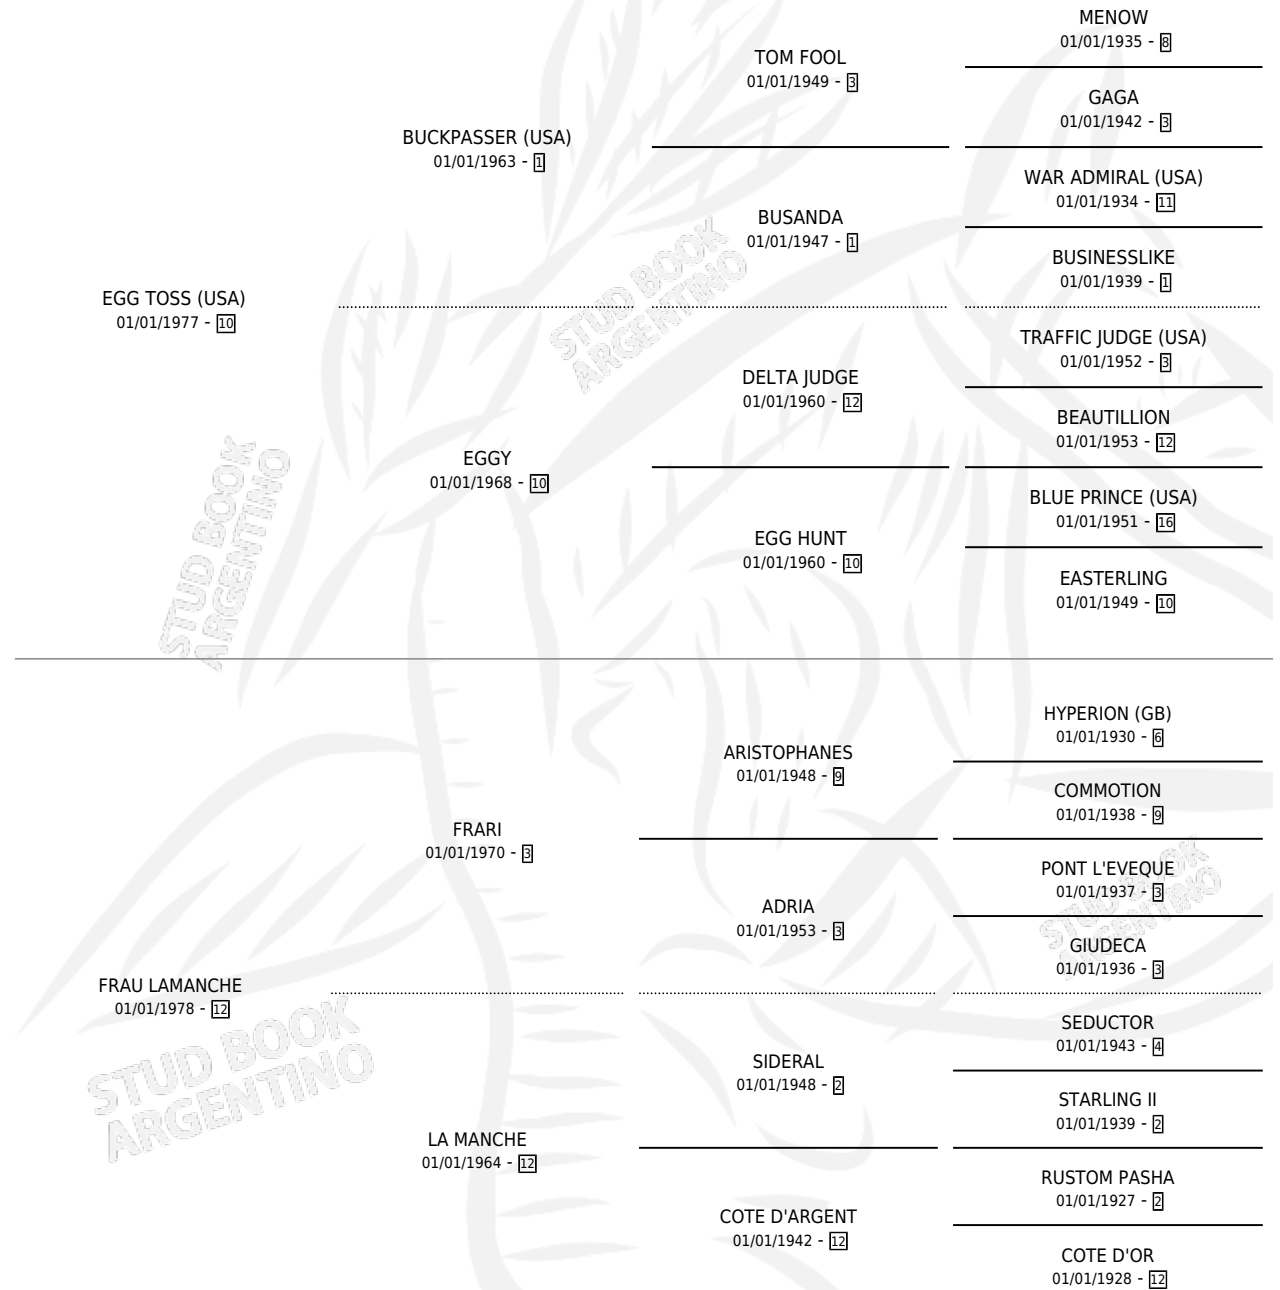 MENOW
01/01/1935 - 8
TOM FOOL
01/01/1949 - 3
GAGA
01/01/1942 - 3
BUCKPASSER (USA)
01/01/1963 - 1
WAR ADMIRAL (USA)
01/01/1934 - 11
BUSANDA
01/01/1947 - 1
BUSINESSLIKE
01/01/1939 - 1
EGG TOSS (USA)
01/01/1977 - 10
TRAFFIC JUDGE (USA)
01/01/1952 - 3
DELTA JUDGE
01/01/1960 - 12
BEAUTILLION
01/01/1953 - 12
EGGY
01/01/1968 - 10
BLUE PRINCE (USA)
01/01/1951 - 16
EGG HUNT
01/01/1960 - 10
EASTERLING
01/01/1949 - 10
HYPERION (GB)
01/01/1930 - 6
ARISTOPHANES
01/01/1948 - 9
COMMOTION
01/01/1938 - 9
FRARI
01/01/1970 - 3
PONT L'EVEQUE
01/01/1937 - 3
ADRIA
01/01/1953 - 3
GIUDECA
01/01/1936 - 3
FRAU LAMANCHE
01/01/1978 - 12
SEDUCTOR
01/01/1943 - 4
SIDERAL
01/01/1948 - 2
STARLING II
01/01/1939 - 2
LA MANCHE
01/01/1964 - 12
RUSTOM PASHA
01/01/1927 - 2
COTE D'ARGENT
01/01/1942 - 12
COTE D'OR
01/01/1928 - 12
STUD BOOK
ARGENTINO
STUD BOOK
ARGENTINO
STUD BOOK
ARGENTINO
STUD BOOK
ARGENTINO